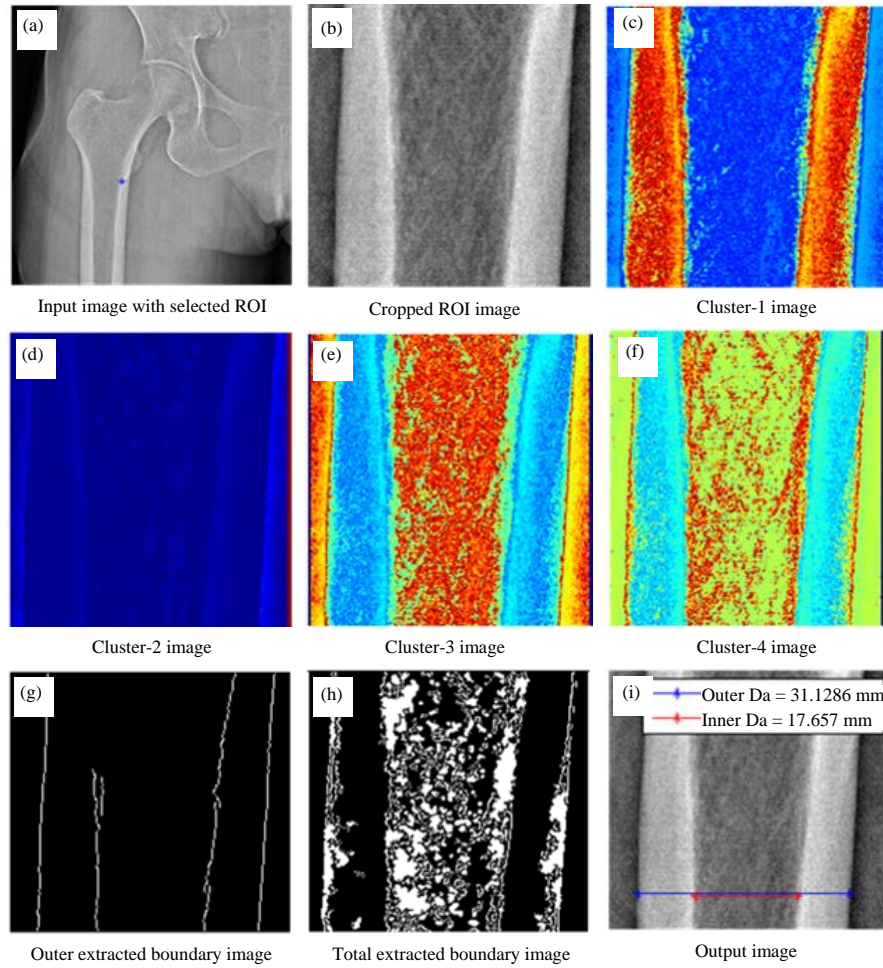 (a)
(b)
(c)
Input image with selected ROI
Cropped ROI image
Cluster-1 image
(d)
(e)
(f)
Cluster-2 image
Cluster-3 image
Cluster-4 image
(g)
(h)
(i)
Outer Da = 31.1286 mm
Inner Da = 17.657 mm
Outer extracted boundary image
Total extracted boundary image
Output image